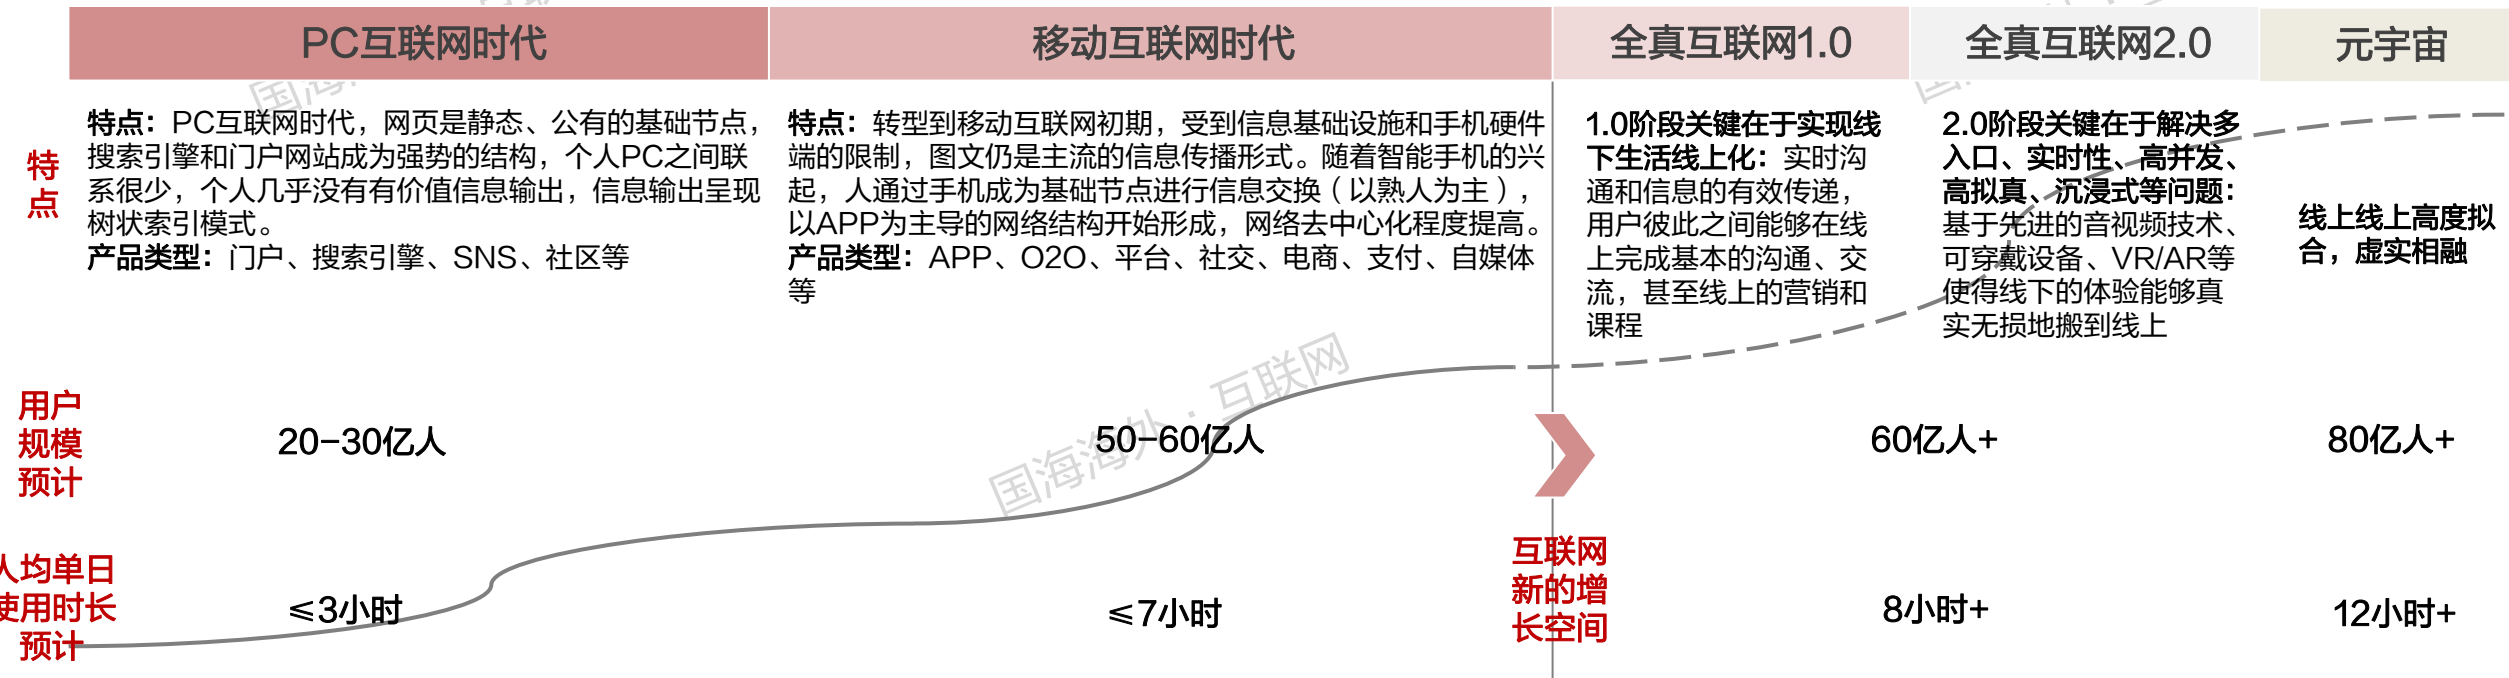 PC互联网时代
移动互联网时代
全真互联网1.0
全真互联网2.0
元宇宙
特
点
特点：PC互联网时代，网页是静态、公有的基础节点，
搜索引擎和门户网站成为强势的结构，个人PC之间联
系很少，个人几乎没有有价值信息输出，信息输出呈现
树状索引模式。
产品类型：门户、搜索引擎、SNS、社区等
特点：转型到移动互联网初期，受到信息基础设施和手机硬件
端的限制，图文仍是主流的信息传播形式。随着智能手机的兴
起，人通过手机成为基础节点进行信息交换（以熟人为主），
以APP为主导的网络结构开始形成，网络去中心化程度提高。
产品类型：APP、O2O、平台、社交、电商、支付、自媒体
等
1.0阶段关键在于实现线
下生活线上化：实时沟
通和信息的有效传递，
用户彼此之间能够在线
上完成基本的沟通、交
流，甚至线上的营销和
课程
2.0阶段关键在于解决多
入口、实时性、高并发、
高拟真、沉浸式等问题：
基于先进的音视频技术、
可穿戴设备、VR/AR等
使得线下的体验能够真
实无损地搬到线上
线上线上高度拟
合，虚实相融
用户
规模
预计
20-30亿人
50-60亿人
60亿人+
80亿人+
人均单日
使用时长
预计
≤3小时
≤7小时
互联网
新的增
长空间
8小时+
12小时+
国海海外·互联网
国海
国